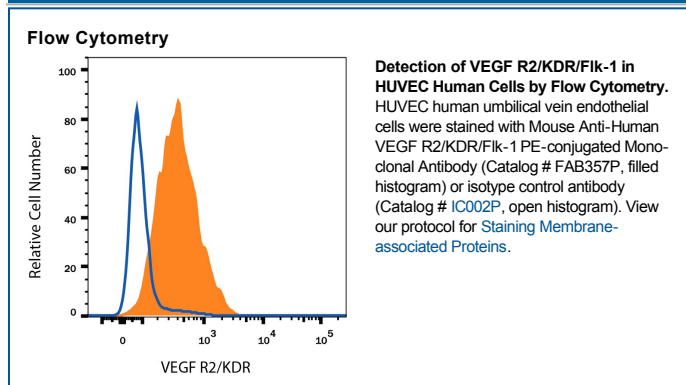 Flow Cytometry
100
80
60
40
20
0
Relative Cell Number
0
10³
10⁴
10⁵
VEGF R2/KDR
Detection of VEGF R2/KDR/Flk-1 in
HUVEC Human Cells by Flow Cytometry.
HUVEC human umbilical vein endothelial
cells were stained with Mouse Anti-Human
VEGF R2/KDR/Flk-1 PE-conjugated Mono-
clonal Antibody (Catalog # FAB357P, filled
histogram) or isotype control antibody
(Catalog # IC002P, open histogram). View
our protocol for Staining Membrane-
associated Proteins.